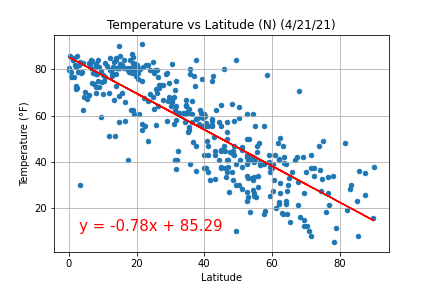 Temperature vs Latitude (N) (4/21/21)
Temperature (°F)
80
60
40
20
y = -0.78x + 85.29
0
20
40
60
80
Latitude